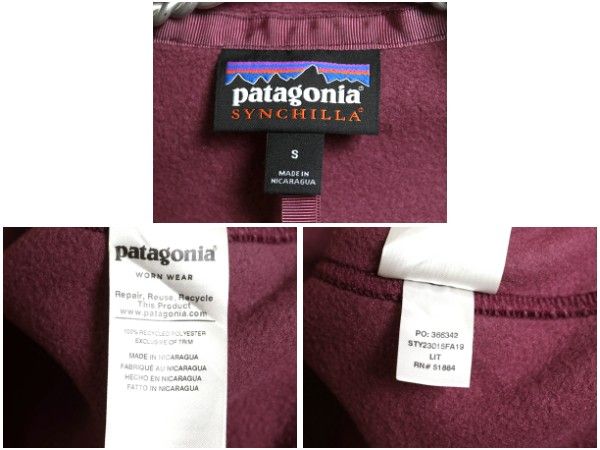 patagonia®
SYNCHILLA®
S
MADE IN
NICARAGUA
patagonia®
WORN WEAR
Repair, Reuse, Recycle
This Product
www.patagonia.com
100% RECYCLED POLYESTER
EXCLUSIVE OF TRIM
MADE IN NICARAGUA
FABRIQUÉ AU NICARAGUA
HECHO EN NICARAGUA
FATTO IN NICARAGUA
PO: 366342
STY23015FA19
LIT
RN# 51884